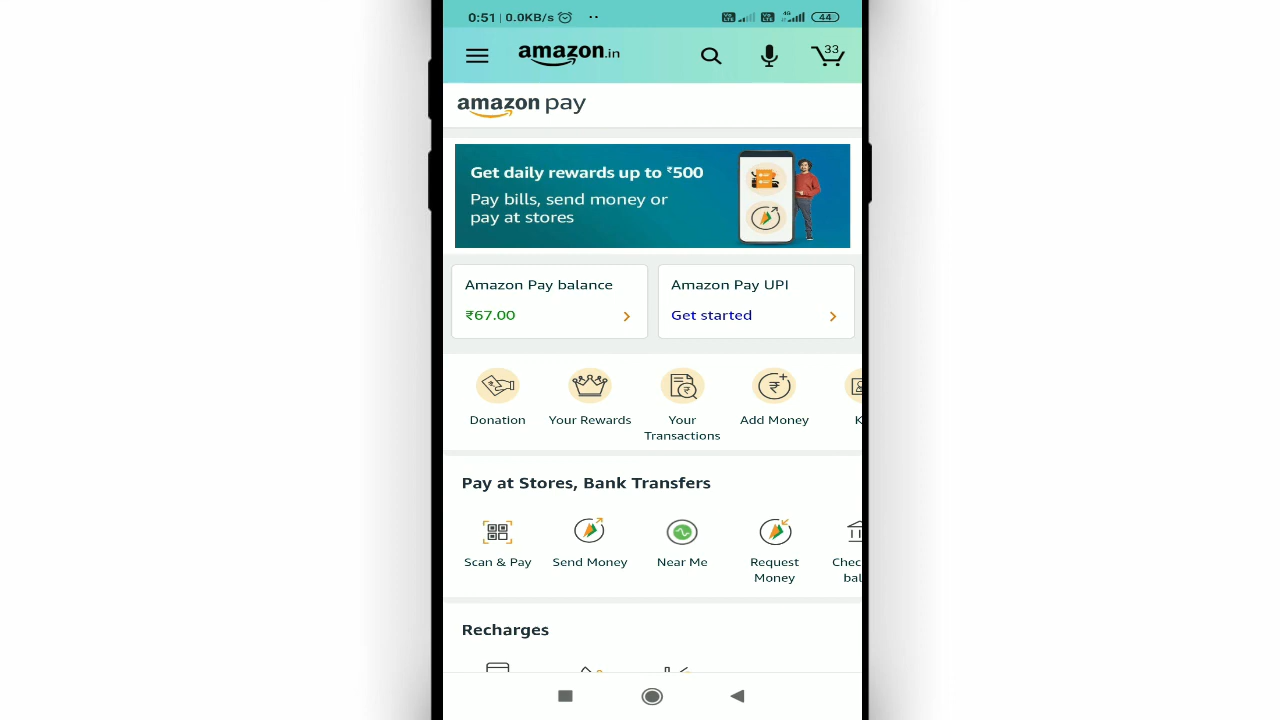 0:51 | 0.0KB/s
44
amazon.in
33
amazon pay
Get daily rewards up to ₹500
Pay bills, send money or
pay at stores
Amazon Pay balance
₹67.00
Amazon Pay UPI
Get started
Donation
Your Rewards
Your
Transactions
Add Money
K
Pay at Stores, Bank Transfers
Scan & Pay
Send Money
Near Me
Request
Money
Chec
bal
Recharges